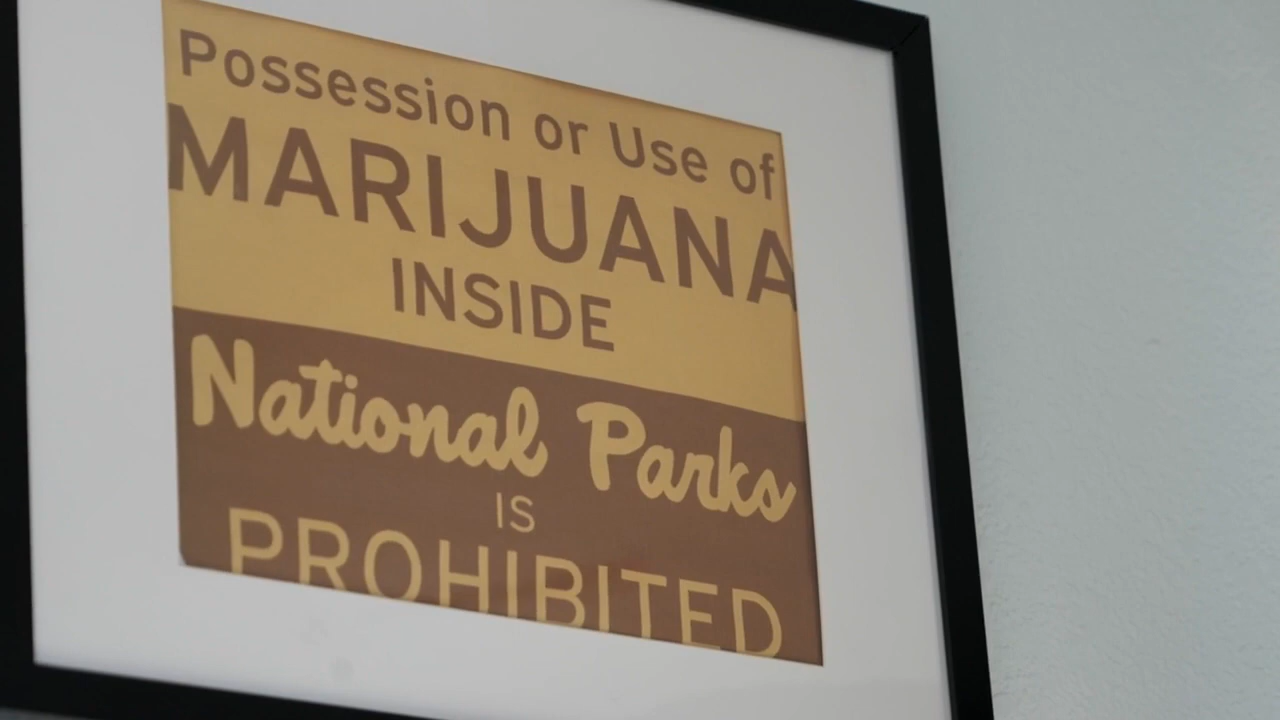 Possession or Use of
MARIJUANA
INSIDE
National Parks
IS
PROHIBITED